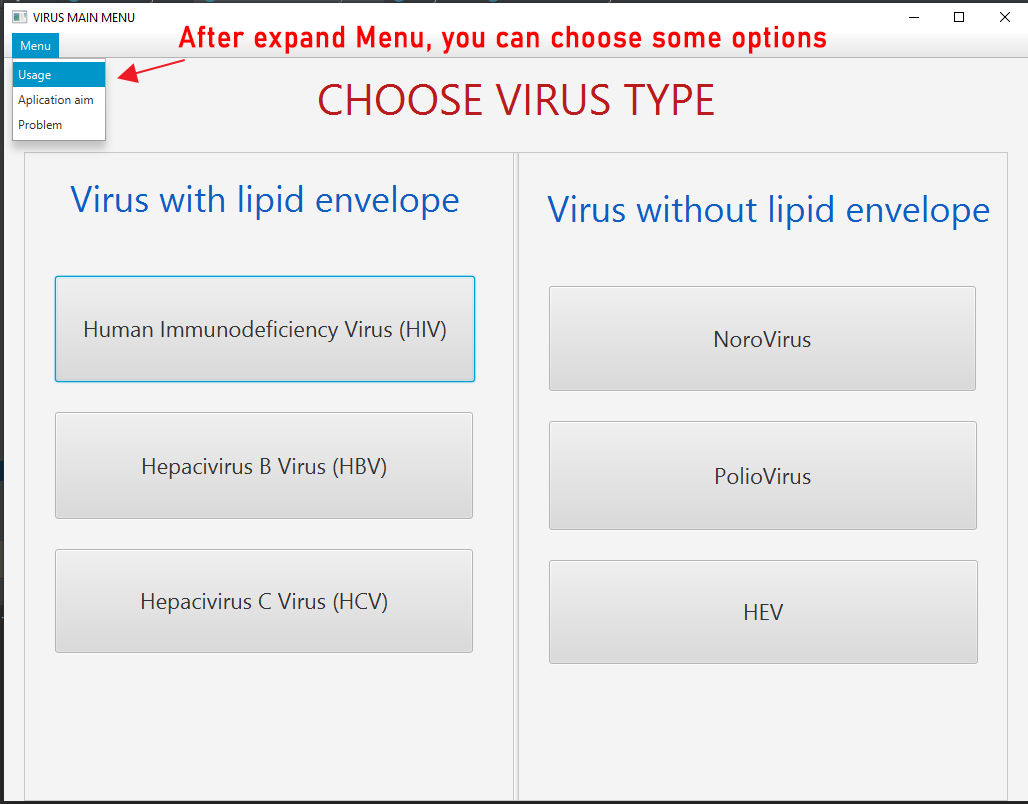 VIRUS MAIN MENU
Menu
After expand Menu, you can choose some options
Usage
Aplication aim
Problem
CHOOSE VIRUS TYPE
Virus with lipid envelope
Human Immunodeficiency Virus (HIV)
Hepacivirus B Virus (HBV)
Hepacivirus C Virus (HCV)
Virus without lipid envelope
NoroVirus
PolioVirus
HEV